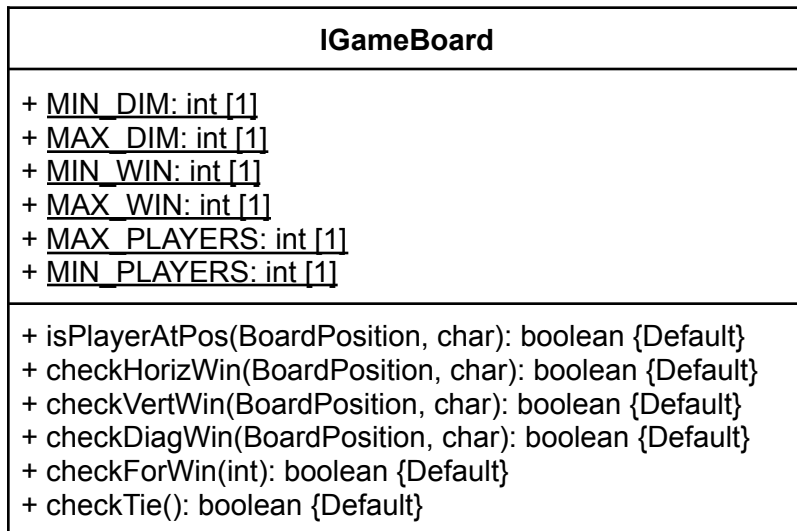 IGameBoard
+ MIN_DIM: int [1]
+ MAX_DIM: int [1]
+ MIN_WIN: int [1]
+ MAX_WIN: int [1]
+ MAX_PLAYERS: int [1]
+ MIN_PLAYERS: int [1]
+ isPlayerAtPos(BoardPosition, char): boolean {Default}
+ checkHorizWin(BoardPosition, char): boolean {Default}
+ checkVertWin(BoardPosition, char): boolean {Default}
+ checkDiagWin(BoardPosition, char): boolean {Default}
+ checkForWin(int): boolean {Default}
+ checkTie(): boolean {Default}